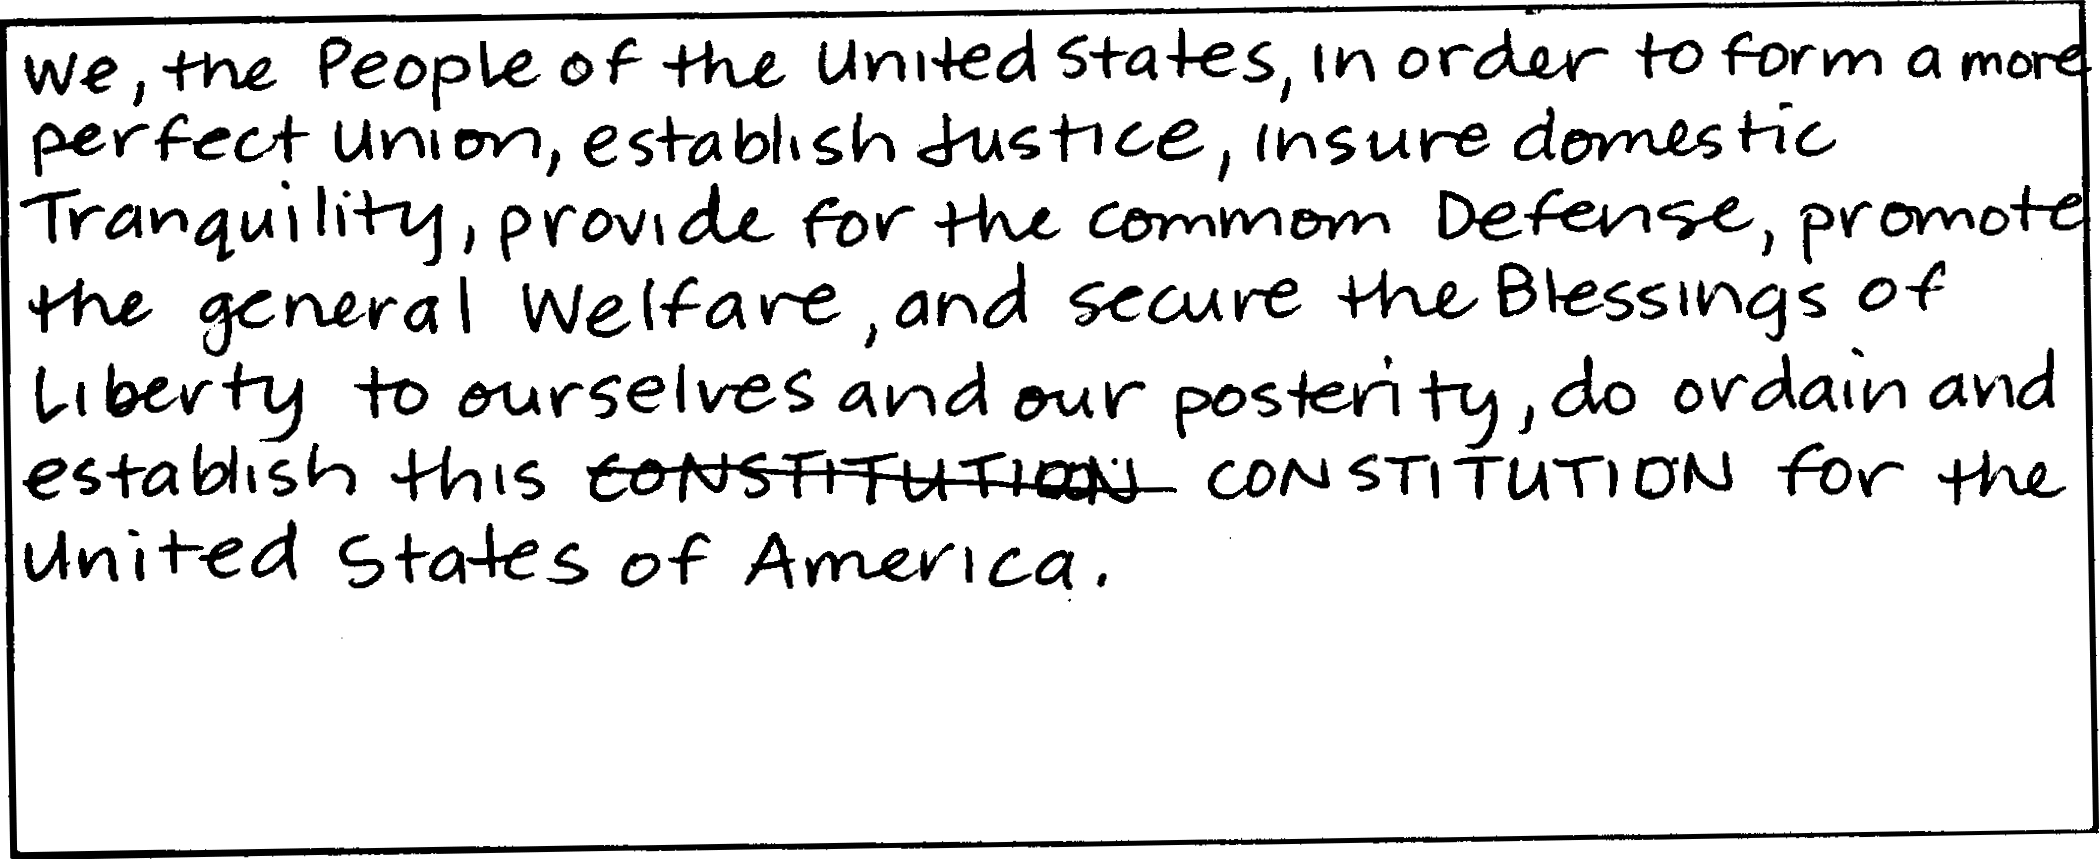 We, the People of the United States, in order to form a more
perfect Union, establish Justice, insure domestic
Tranquility, provide for the commom Defense, promote
the general Welfare, and secure the Blessings of
Liberty to ourselves and our posterity, do ordain and
establish this CONSTITUTION CONSTITUTION for the
United States of America.